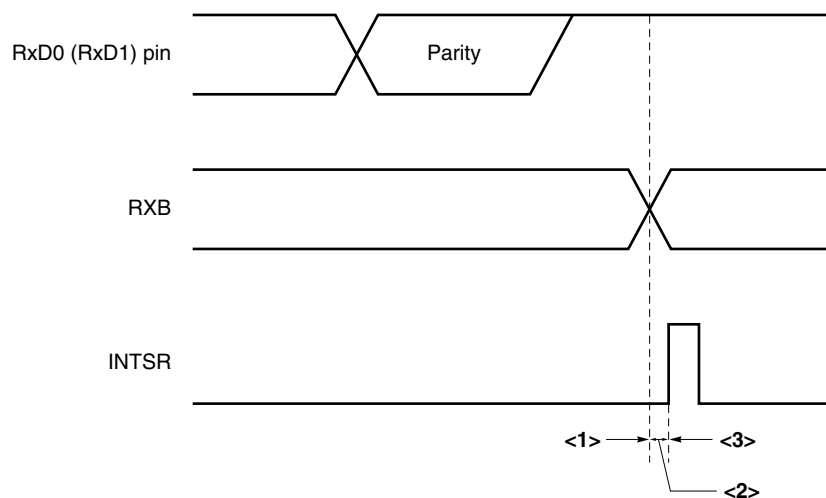 RxD0 (RxD1) pin
Parity
RXB
INTSR
<1>
<3>
<2>